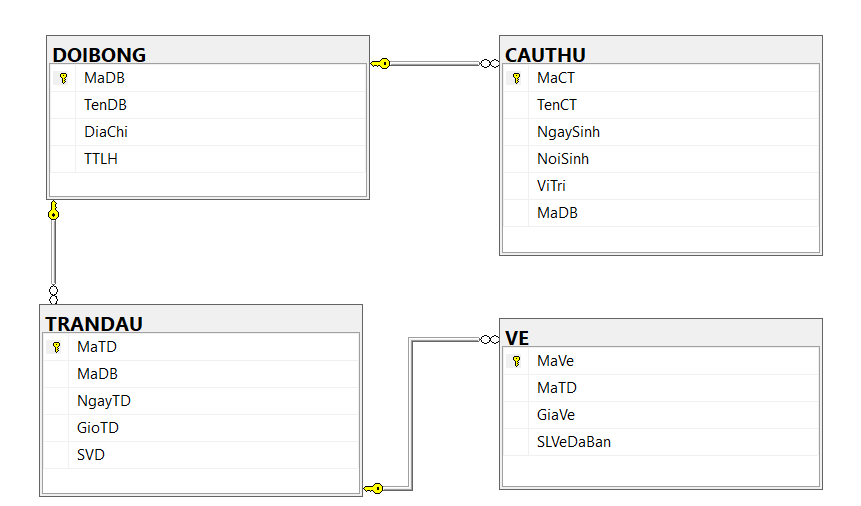 DOIBONG
MaDB
TenDB
DiaChi
TTLH
CAUTHU
MaCT
TenCT
NgaySinh
NoiSinh
ViTri
MaDB
TRANDAU
MaTD
MaDB
NgayTD
GioTD
SVD
VE
MaVe
MaTD
GiaVe
SLVeDaBan